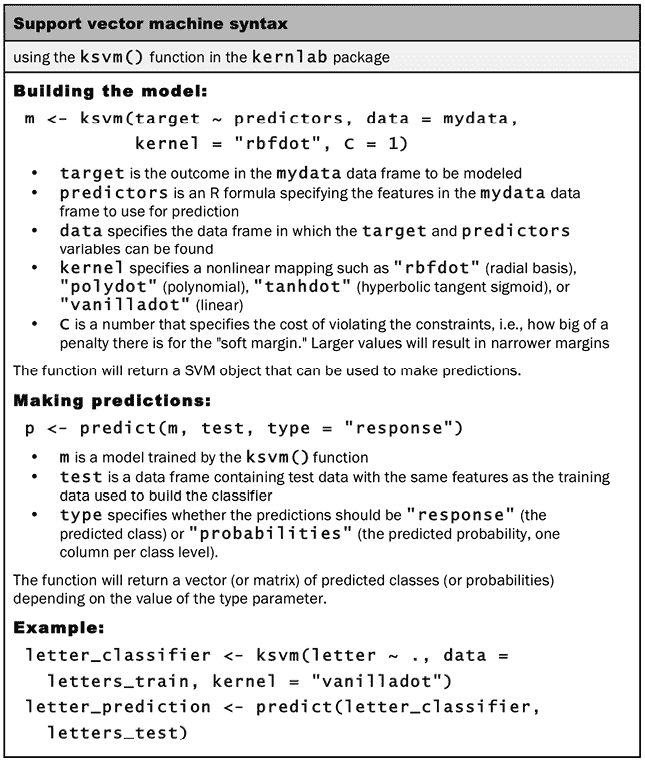 Support vector machine syntax
using the ksvm() function in the kernlab package
Building the model:
m <- ksvm(target ~ predictors, data = mydata,
kernel = "rbfdot", C = 1)
• target is the outcome in the mydata data frame to be modeled
• predictors is an R formula specifying the features in the mydata data
frame to use for prediction
• data specifies the data frame in which the target and predictors
variables can be found
• kernel specifies a nonlinear mapping such as "rbfdot" (radial basis),
"polydot" (polynomial), "tanhdot" (hyperbolic tangent sigmoid), or
"vanilladot" (linear)
• C is a number that specifies the cost of violating the constraints, i.e., how big of a
penalty there is for the "soft margin." Larger values will result in narrower margins
The function will return a SVM object that can be used to make predictions.
Making predictions:
p <- predict(m, test, type = "response")
• m is a model trained by the ksvm() function
• test is a data frame containing test data with the same features as the training
data used to build the classifier
• type specifies whether the predictions should be "response" (the
predicted class) or "probabilities" (the predicted probability, one
column per class level).
The function will return a vector (or matrix) of predicted classes (or probabilities)
depending on the value of the type parameter.
Example:
letter_classifier <- ksvm(letter ~ ., data =
letters_train, kernel = "vanilladot")
letter_prediction <- predict(letter_classifier,
letters_test)